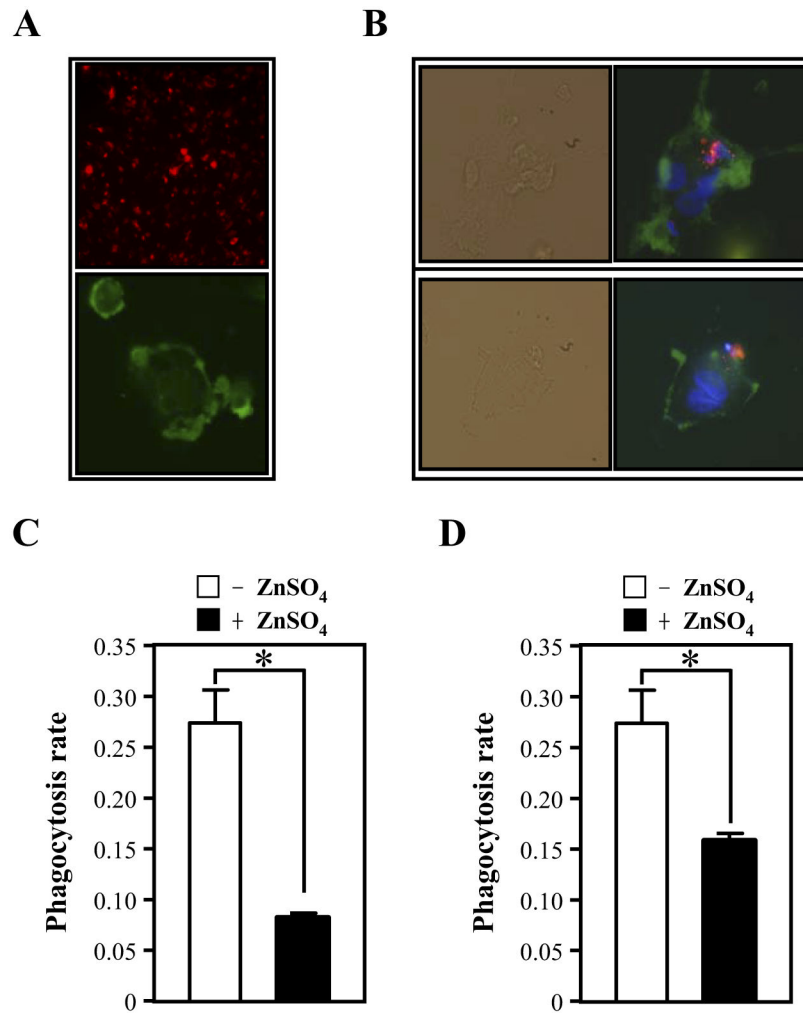 A
B
C
− ZnSO₄
+ ZnSO₄
0.35
0.30
0.25
0.20
0.15
0.10
0.05
0
Phagocytosis rate
*
D
− ZnSO₄
+ ZnSO₄
0.35
0.30
0.25
0.20
0.15
0.10
0.05
0
Phagocytosis rate
*